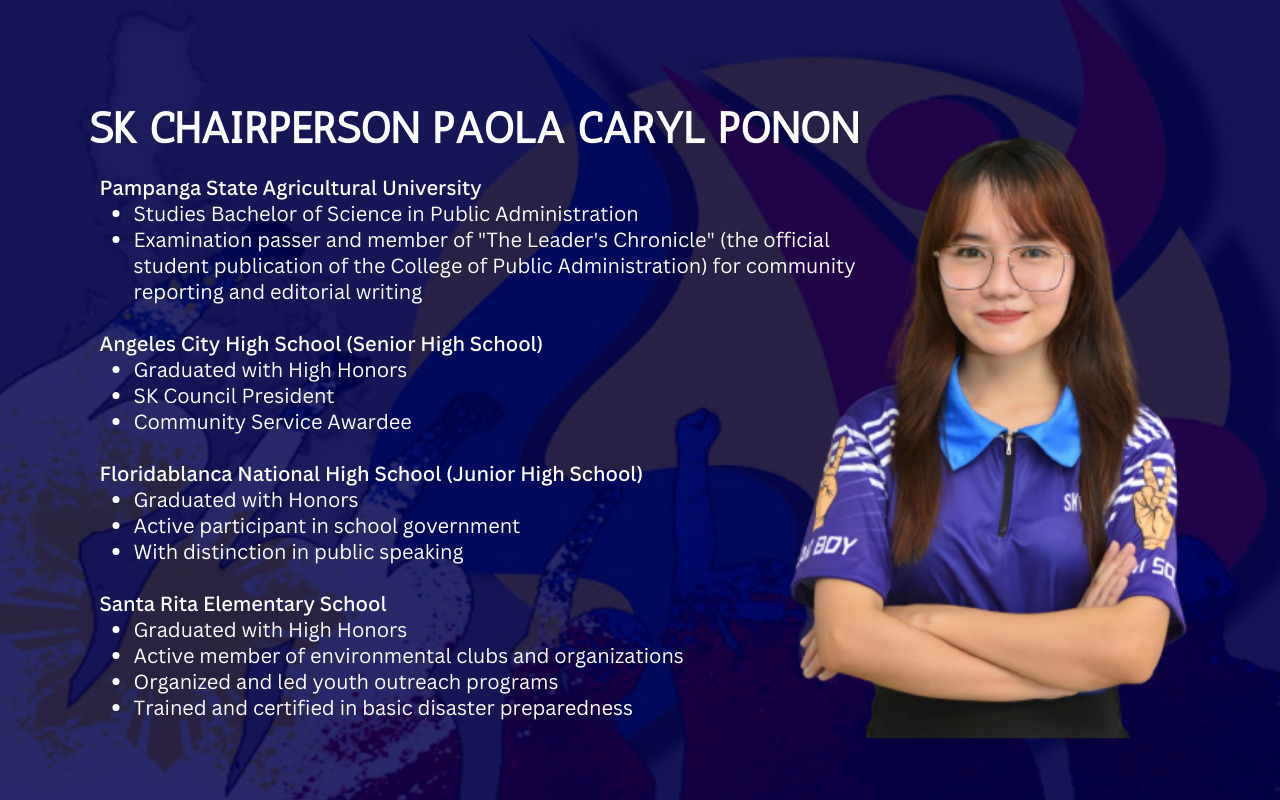 SK CHAIRPERSON PAOLA CARYL PONON
Pampanga State Agricultural University
• Studies Bachelor of Science in Public Administration
• Examination passer and member of "The Leader's Chronicle" (the official
student publication of the College of Public Administration) for community
reporting and editorial writing
Angeles City High School (Senior High School)
• Graduated with High Honors
• SK Council President
• Community Service Awardee
Floridablanca National High School (Junior High School)
• Graduated with Honors
• Active participant in school government
• With distinction in public speaking
Santa Rita Elementary School
• Graduated with High Honors
• Active member of environmental clubs and organizations
• Organized and led youth outreach programs
• Trained and certified in basic disaster preparedness
SK
BOY